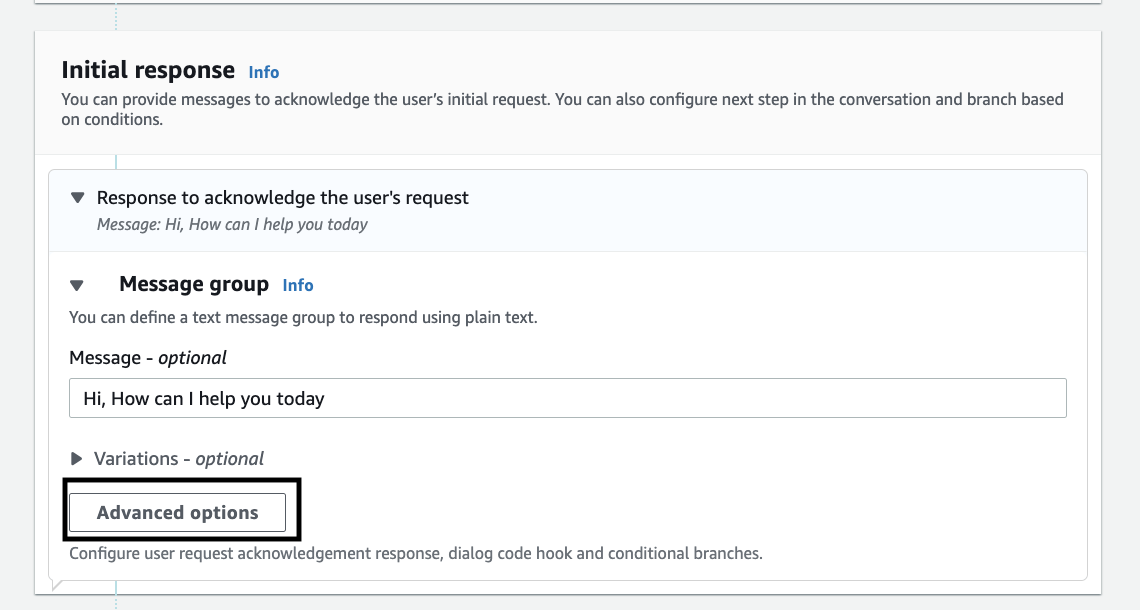 Initial response Info
You can provide messages to acknowledge the user's initial request. You can also configure next step in the conversation and branch based
on conditions.
Response to acknowledge the user's request
Message: Hi, How can I help you today
Message group Info
You can define a text message group to respond using plain text.
Message - optional
Hi, How can I help you today
Variations - optional
Advanced options
Configure user request acknowledgement response, dialog code hook and conditional branches.